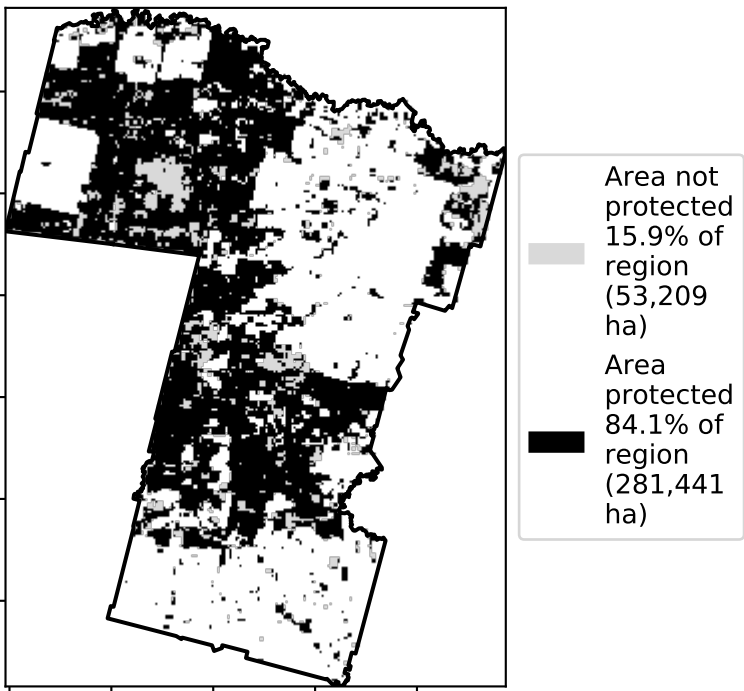 Area not
protected
15.9% of
region
(53,209
ha)
Area
protected
84.1% of
region
(281,441
ha)